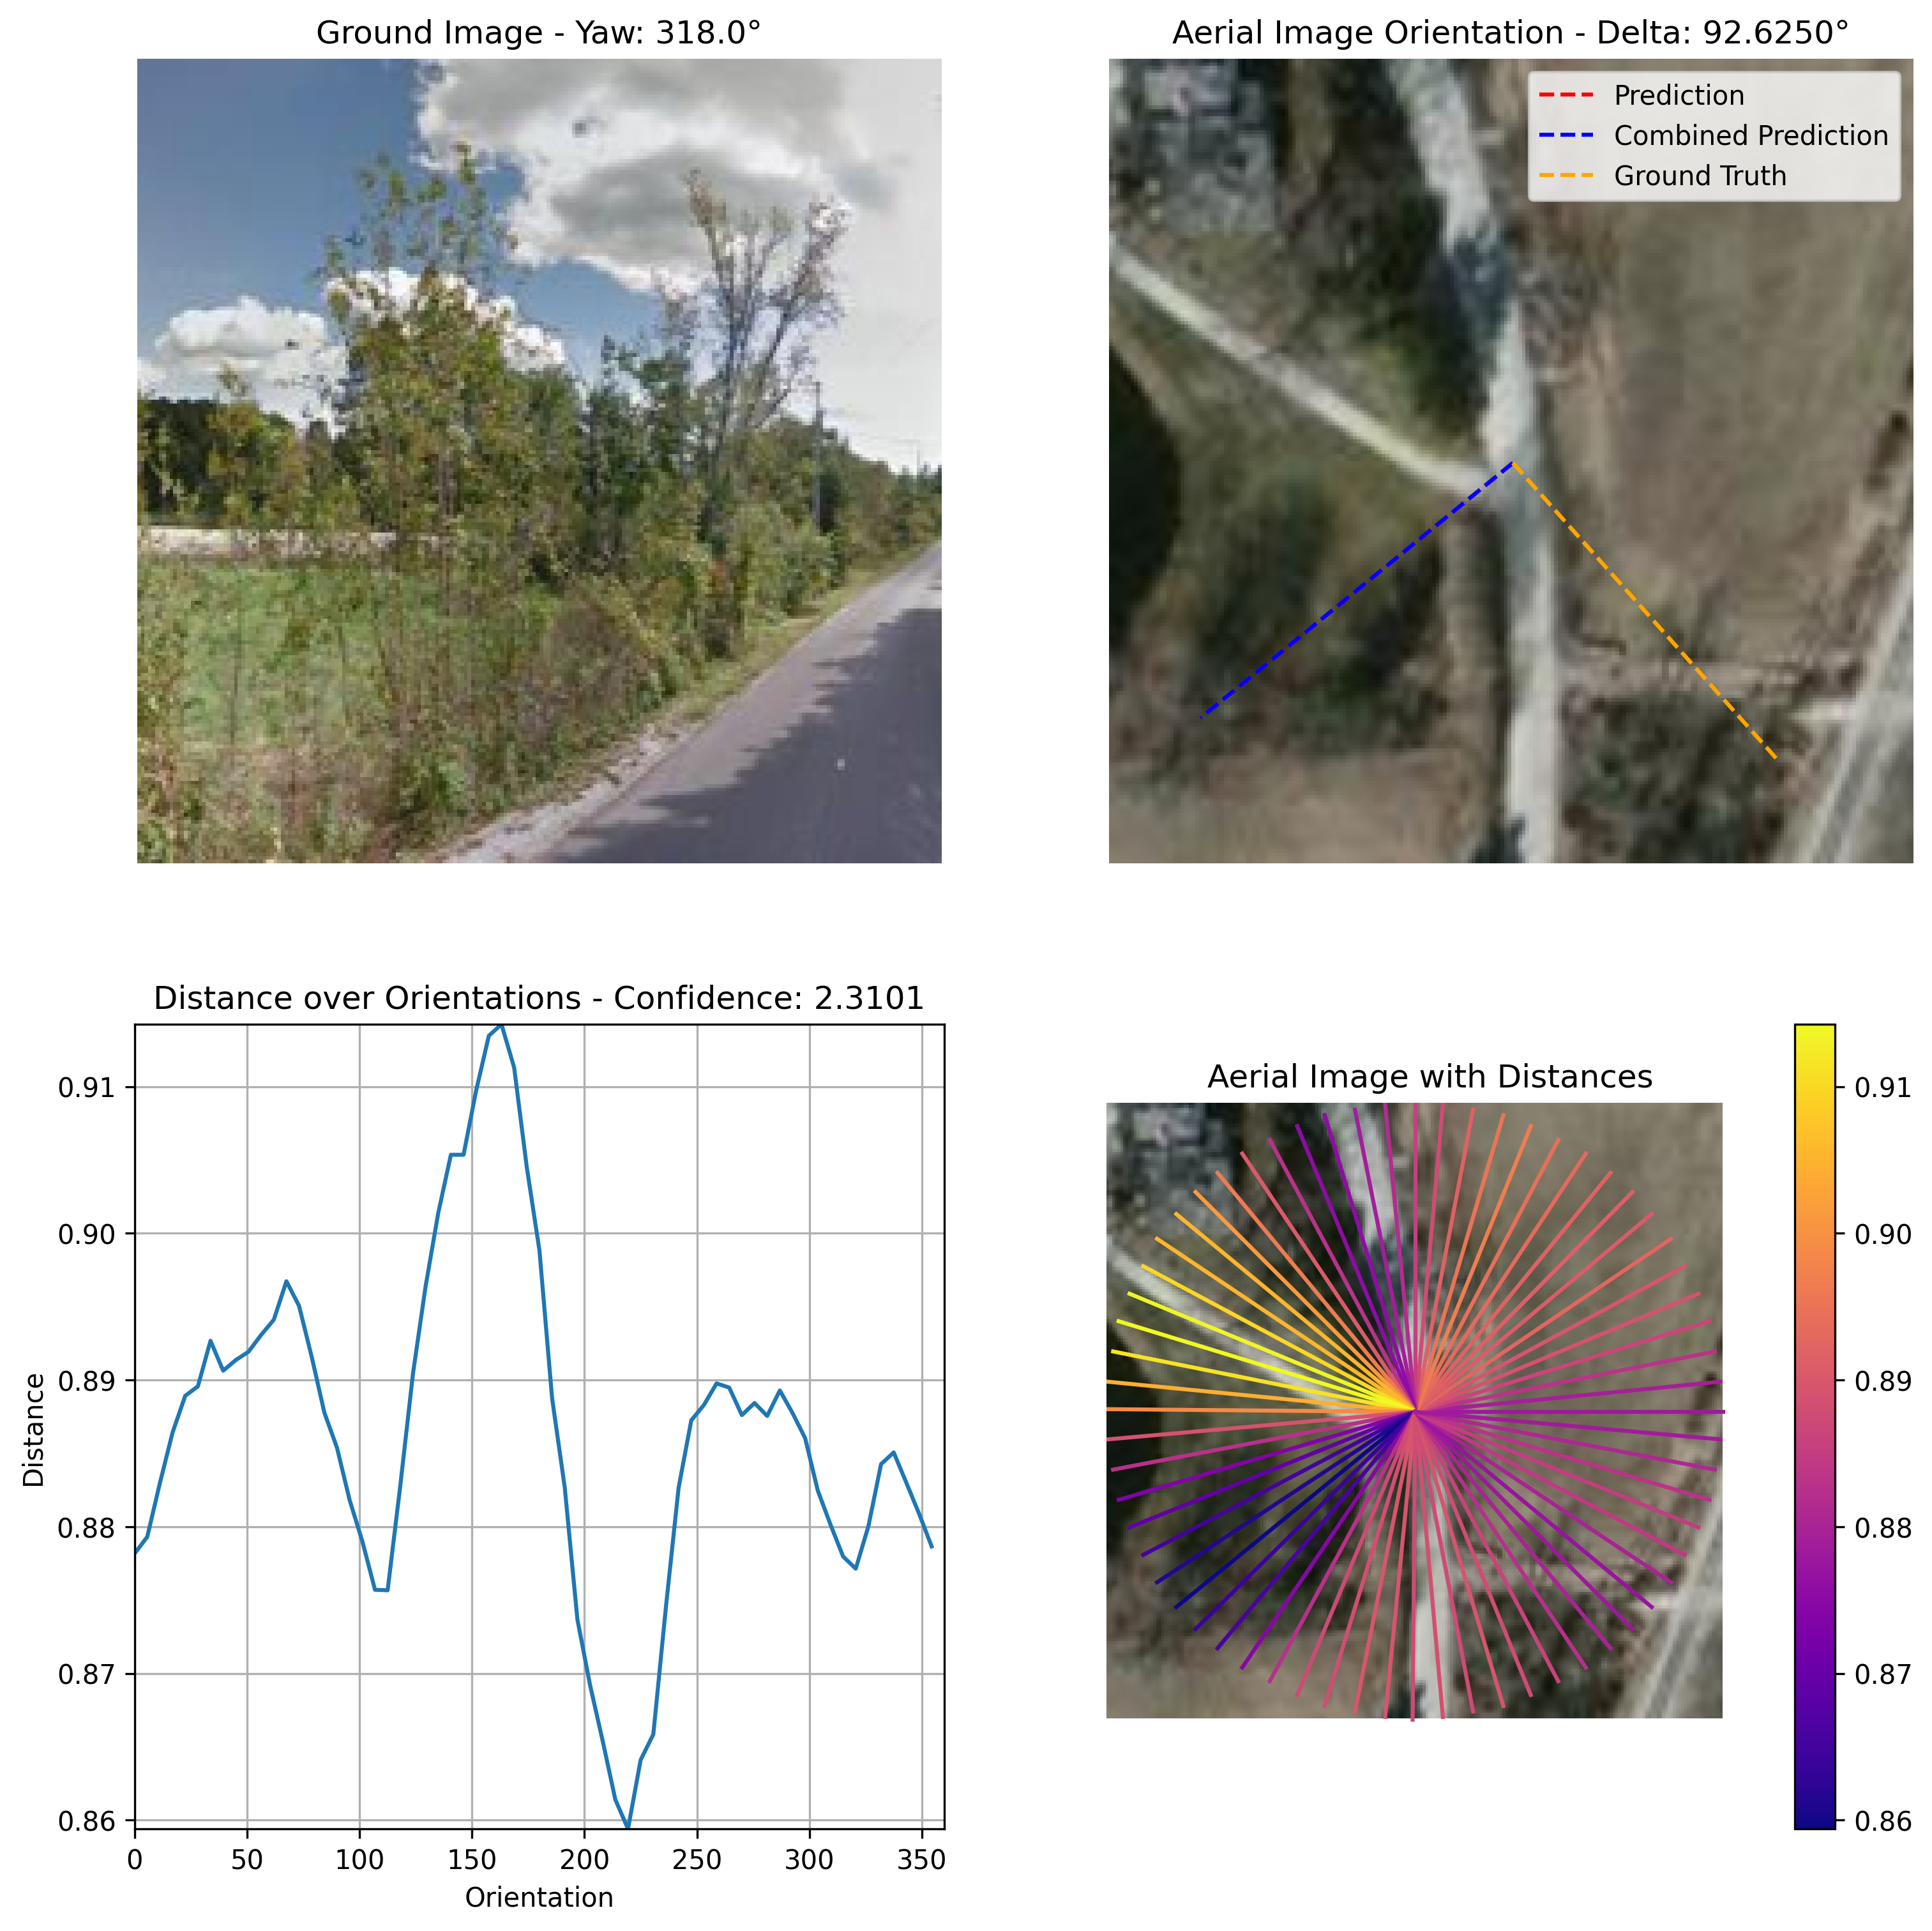 Ground Image - Yaw: 318.0°
Aerial Image Orientation - Delta: 92.6250°
Prediction
Combined Prediction
Ground Truth
Distance over Orientations - Confidence: 2.3101
Distance
0.91
0.90
0.89
0.88
0.87
0.86
0 50 100 150 200 250 300 350
Orientation
Aerial Image with Distances
0.91
0.90
0.89
0.88
0.87
0.86